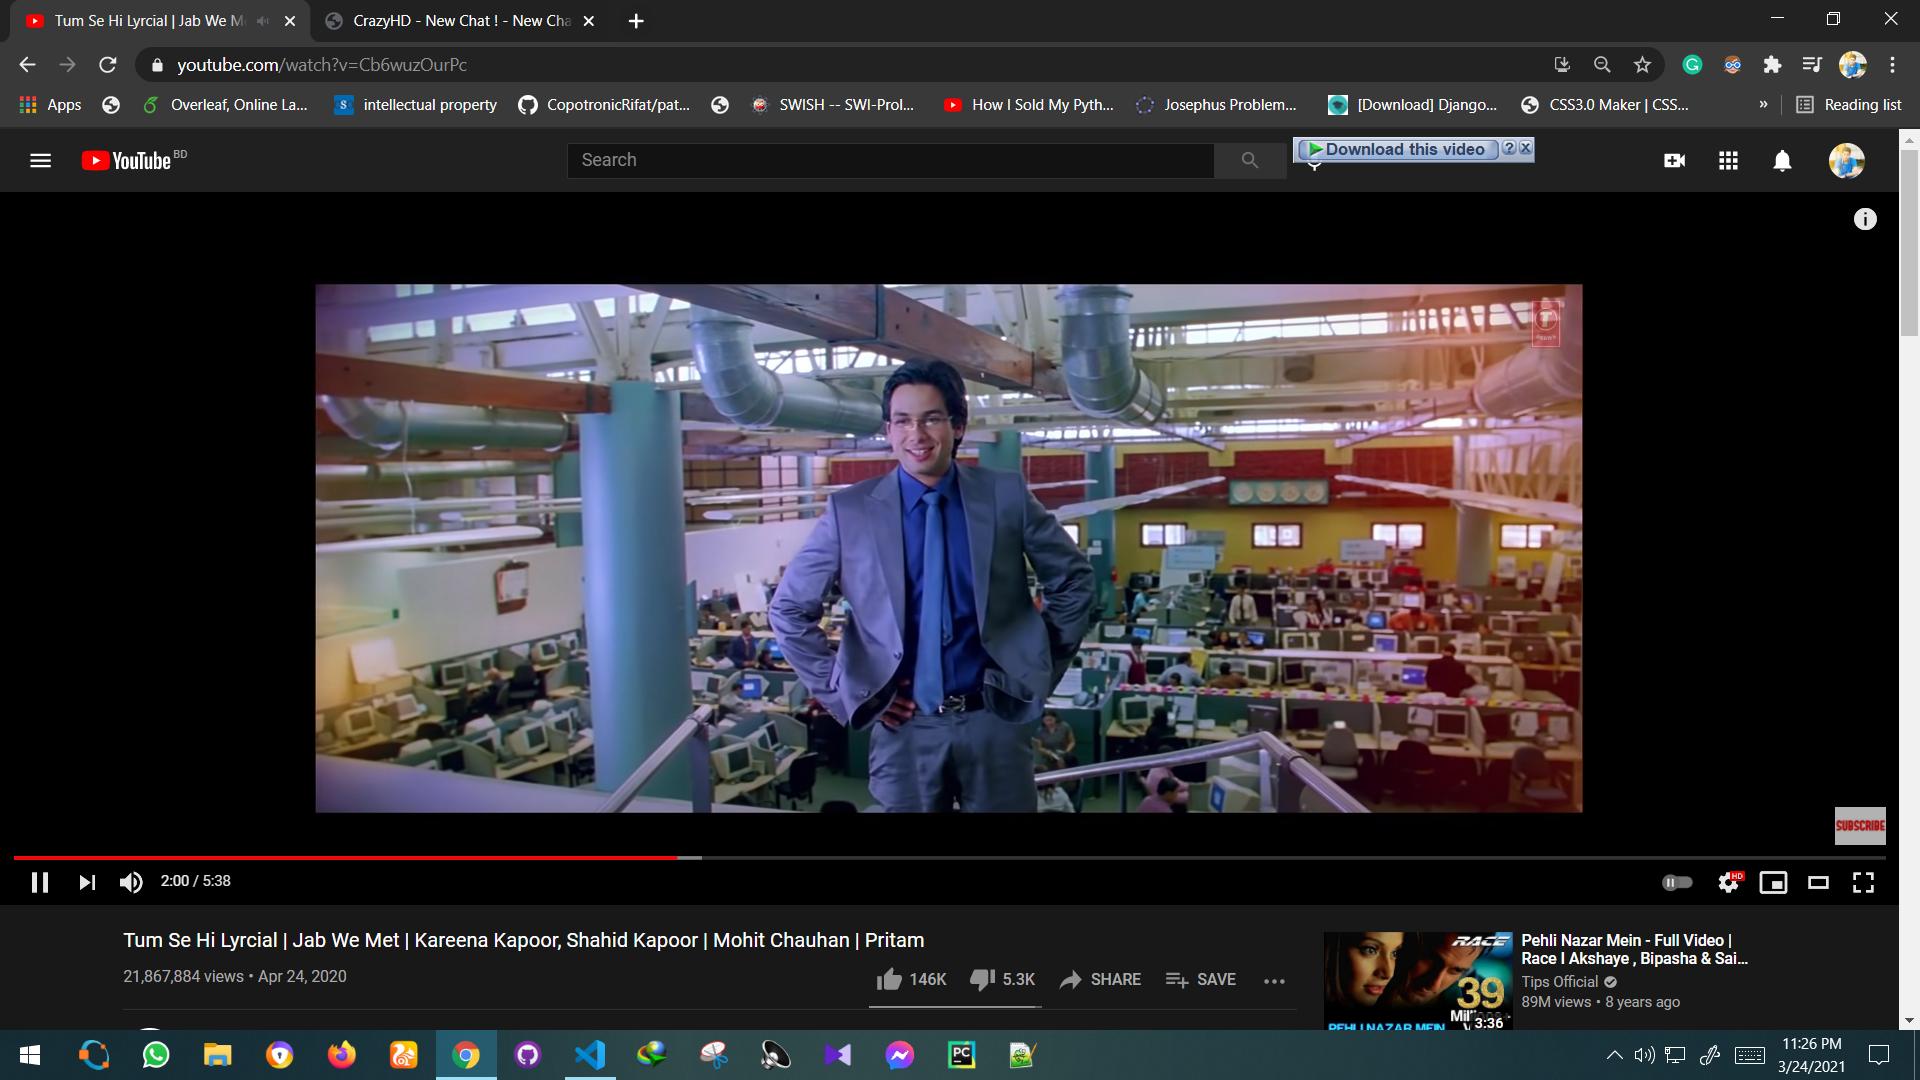 Tum Se Hi Lyrcial | Jab We M
CrazyHD - New Chat ! - New Cha
youtube.com/watch?v=Cb6wuzOurPc
Apps
Overleaf, Online La...
intellectual property
CopotronicRifat/pat...
SWISH -- SWI-Prol...
How I Sold My Pyth...
Josephus Problem...
[Download] Django...
CSS3.0 Maker | CSS...
»
Reading list
YouTube BD
Search
Download this video
SUBSCRIBE
2:00 / 5:38
HD
Tum Se Hi Lyrcial | Jab We Met | Kareena Kapoor, Shahid Kapoor | Mohit Chauhan | Pritam
21,867,884 views • Apr 24, 2020
146K
5.3K
SHARE
SAVE
RACE
39
3:36
PEHLI NAZAR MEIN
Pehli Nazar Mein - Full Video |
Race I Akshaye , Bipasha & Sai...
Tips Official
89M views • 8 years ago
PC
11:26 PM
3/24/2021